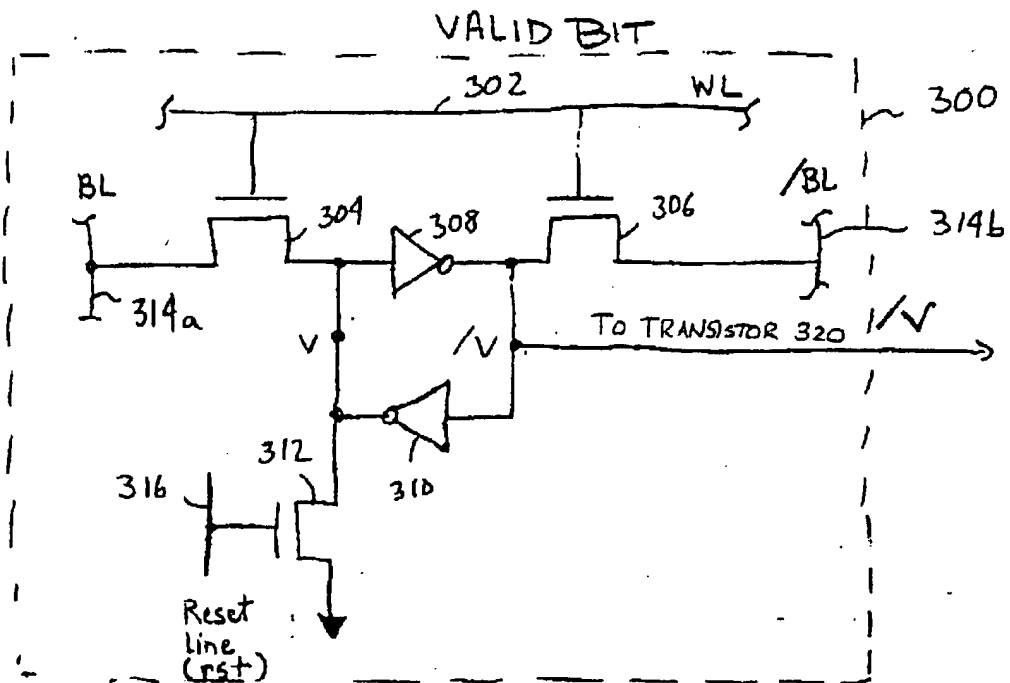 VALID BIT
302
WL
300
BL
304
308
306
/BL
314b
314a
V
/V
TO TRANSISTOR 320
/V
312
310
316
Reset
line
(rst)